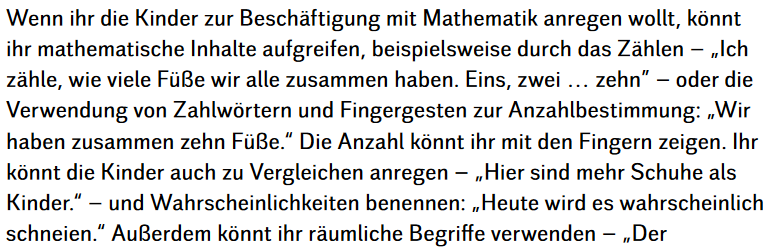 Wenn ihr die Kinder zur Beschäftigung mit Mathematik anregen wollt, könnt
ihr mathematische Inhalte aufgreifen, beispielsweise durch das Zählen – „Ich
zähle, wie viele Füße wir alle zusammen haben. Eins, zwei … zehn“ – oder die
Verwendung von Zahlwörtern und Fingergesten zur Anzahlbestimmung: „Wir
haben zusammen zehn Füße.“ Die Anzahl könnt ihr mit den Fingern zeigen. Ihr
könnt die Kinder auch zu Vergleichen anregen – „Hier sind mehr Schuhe als
Kinder.“ – und Wahrscheinlichkeiten benennen: „Heute wird es wahrscheinlich
schneien.“ Außerdem könnt ihr räumliche Begriffe verwenden – „Der